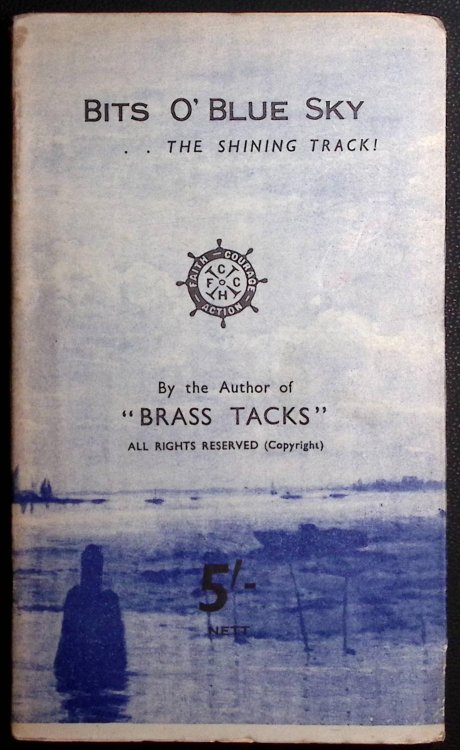 BITS O' BLUE SKY
. . THE SHINING TRACK!
FAITH – COURAGE – ACTION
C
F C
H
By the Author of
"BRASS TACKS"
ALL RIGHTS RESERVED (Copyright)
5/-
NETT